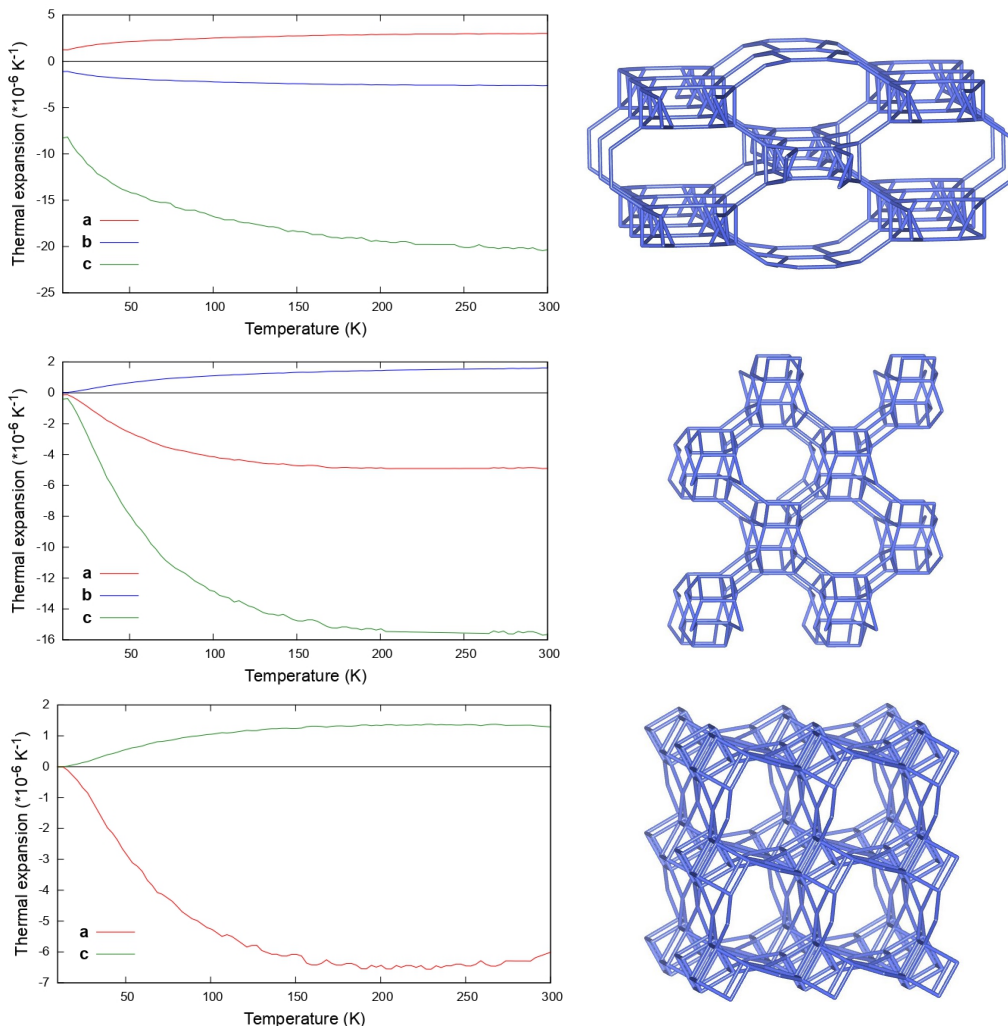 Thermal expansion (*10⁻⁶ K⁻¹)
5
0
-5
-10
-15
-20
-25
a
b
c
50 100 150 200 250 300
Temperature (K)
Thermal expansion (*10⁻⁶ K⁻¹)
2
0
-2
-4
-6
-8
-10
-12
-14
-16
a
b
c
50 100 150 200 250 300
Temperature (K)
Thermal expansion (*10⁻⁶ K⁻¹)
2
1
0
-1
-2
-3
-4
-5
-6
-7
a
c
50 100 150 200 250 300
Temperature (K)